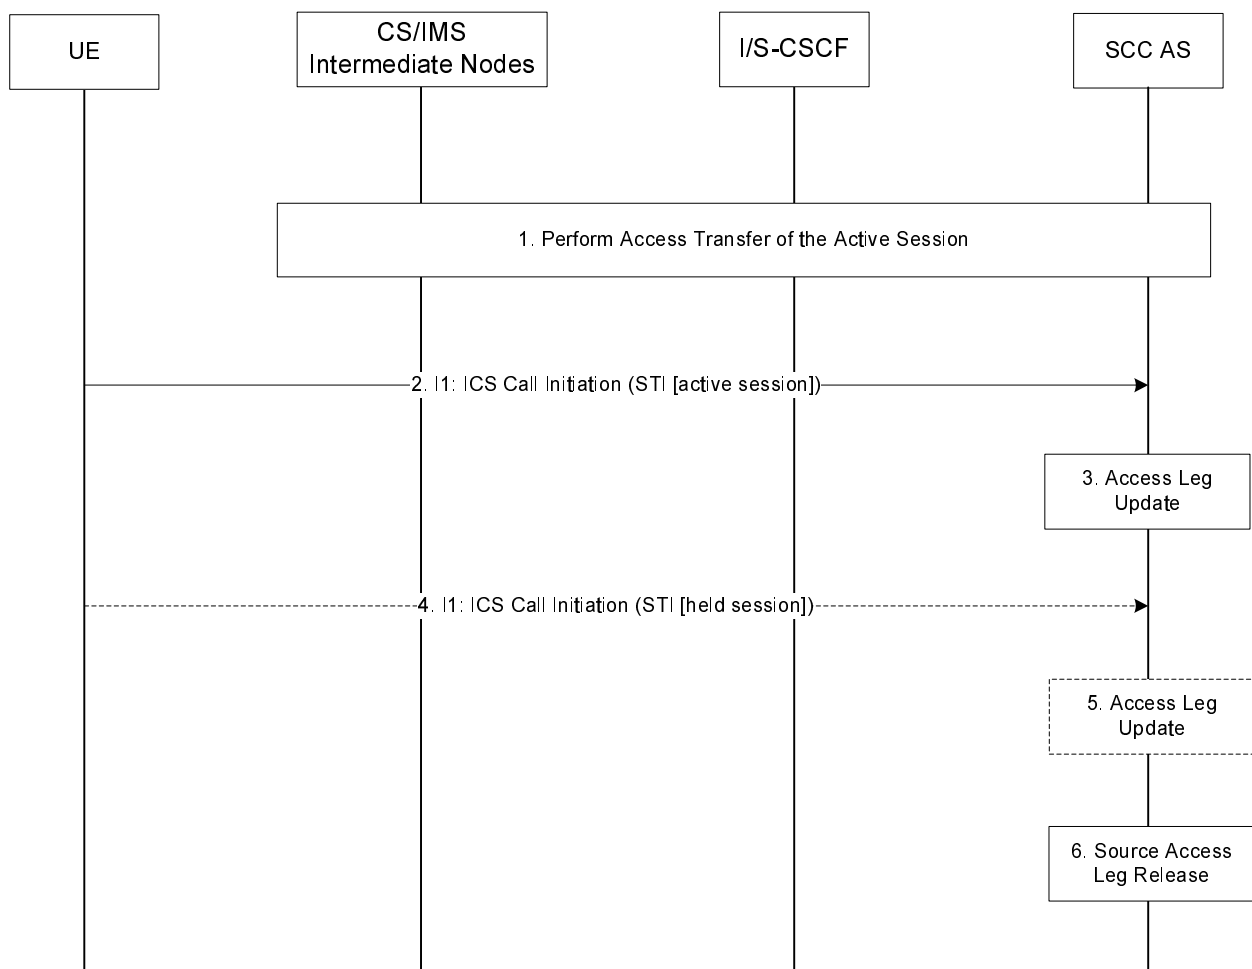 UE
CS/IMS
Intermediate Nodes
I/S-CSCF
SCC AS
1. Perform Access Transfer of the Active Session
2. I1: ICS Call Initiation (STI [active session])
3. Access Leg
Update
4. I1: ICS Call Initiation (STI [held session])
5. Access Leg
Update
6. Source Access
Leg Release